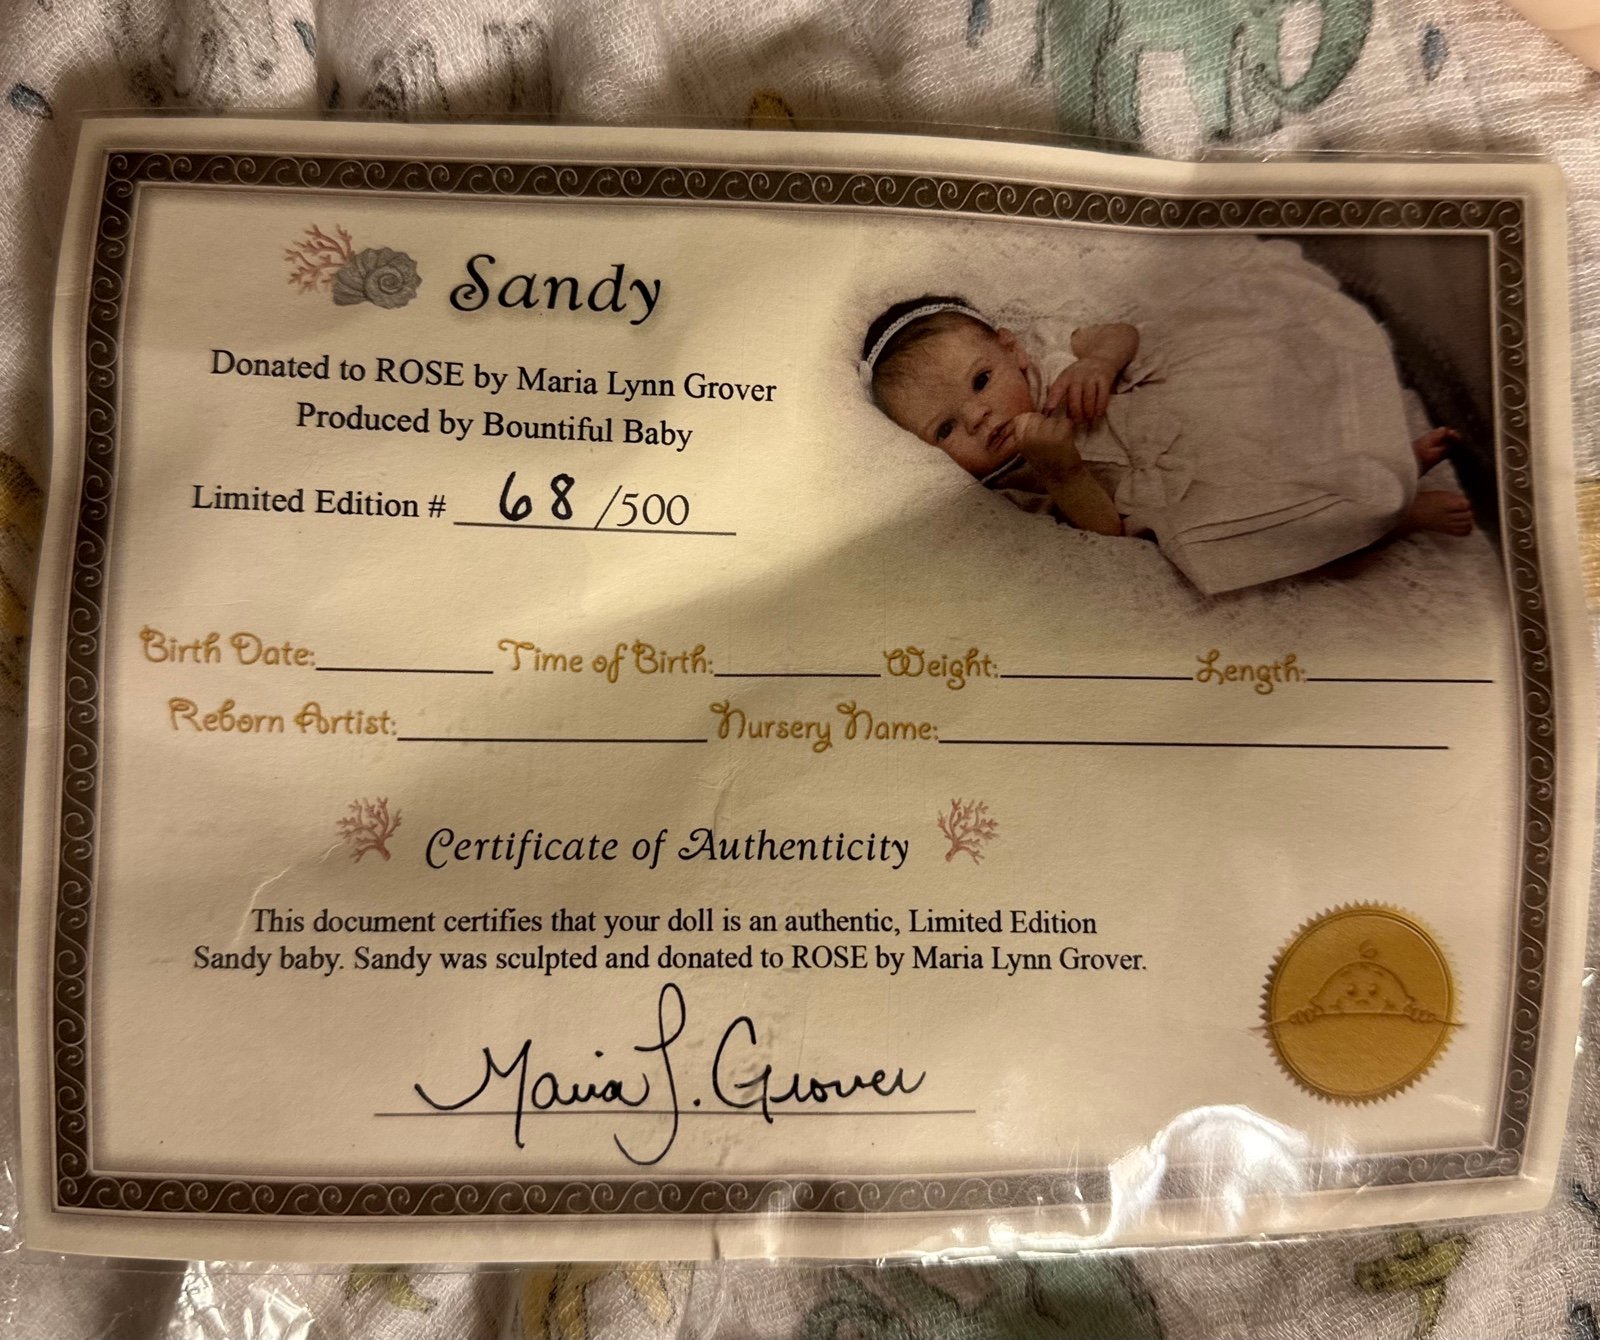 Sandy
Donated to ROSE by Maria Lynn Grover
Produced by Bountiful Baby
Limited Edition # 68 /500
Birth Date: Time of Birth: Weight: Length:
Reborn Artist: Nursery Name:
Certificate of Authenticity
This document certifies that your doll is an authentic, Limited Edition
Sandy baby. Sandy was sculpted and donated to ROSE by Maria Lynn Grover.
Maria L. Grover